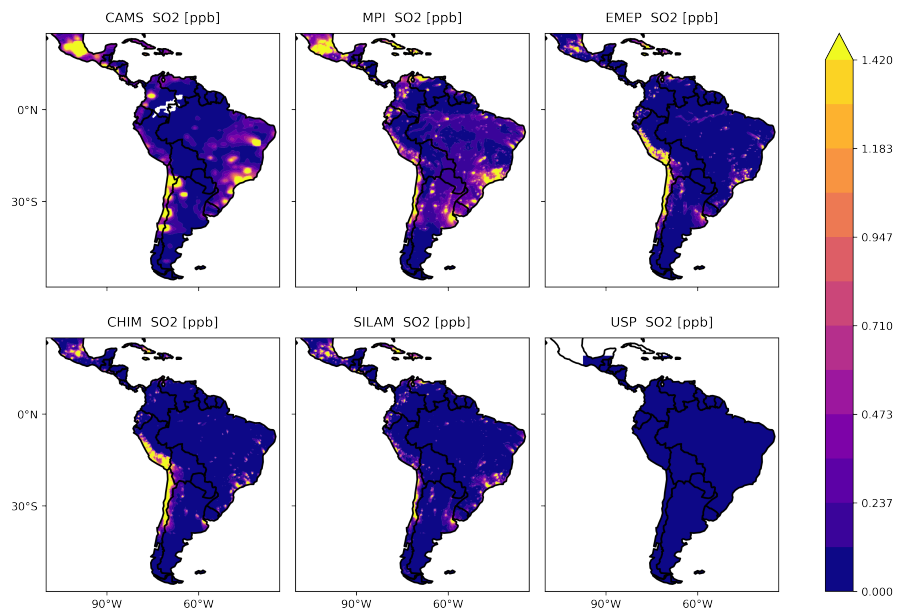 CAMS SO2 [ppb]
MPI SO2 [ppb]
EMEP SO2 [ppb]
0°N
30°S
90°W
60°W
CHIM SO2 [ppb]
SILAM SO2 [ppb]
USP SO2 [ppb]
0°N
30°S
90°W
60°W
90°W
60°W
90°W
60°W
1.420
1.183
0.947
0.710
0.473
0.237
0.000